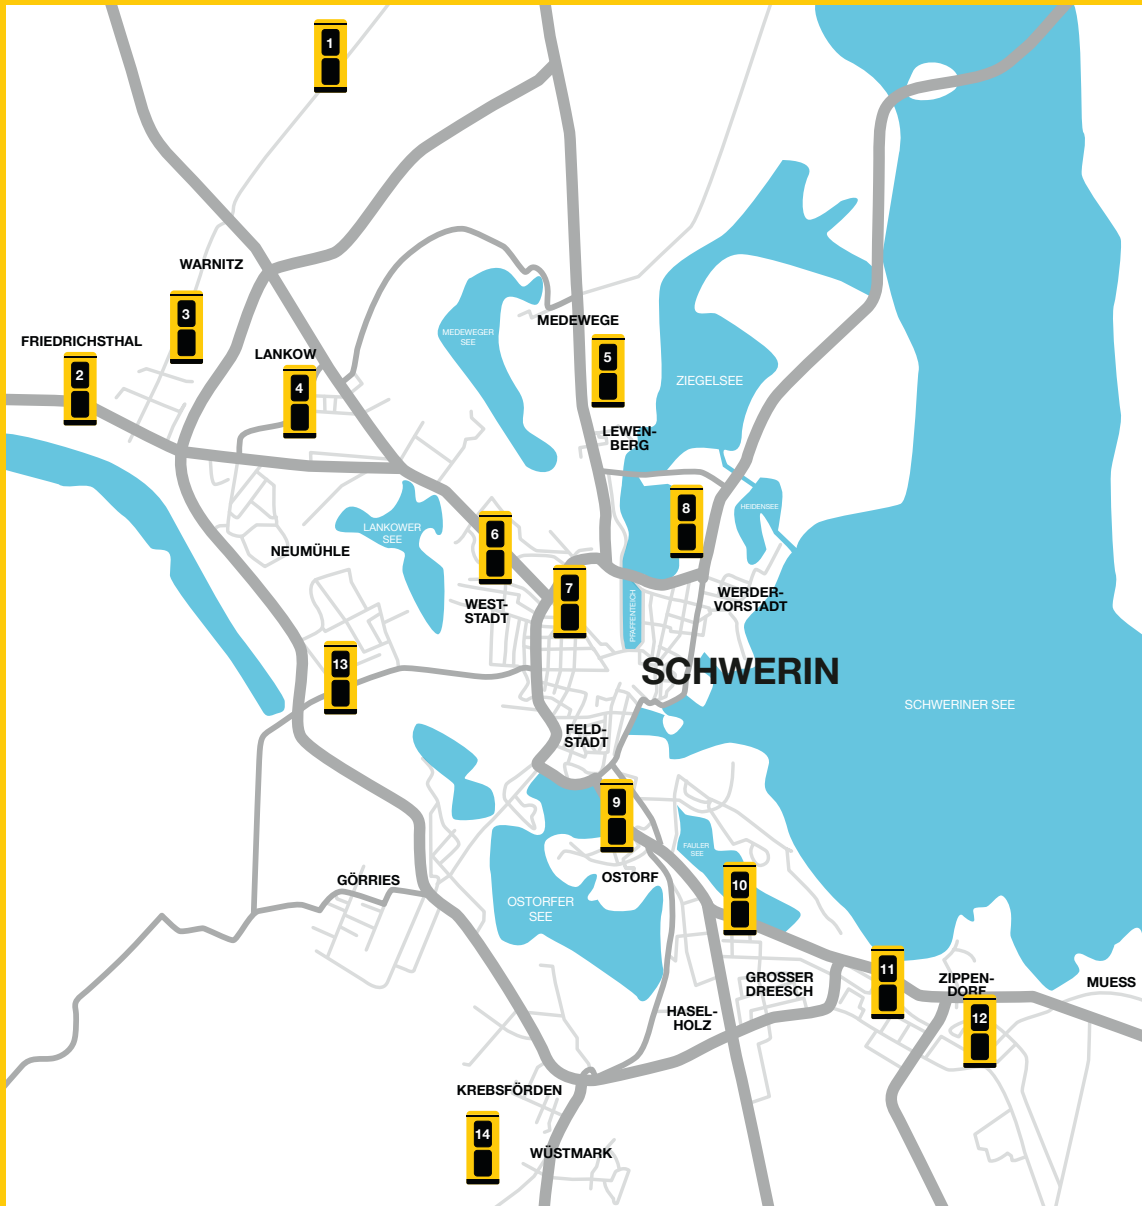 1
WARNITZ
3
FRIEDRICHSTHAL
2
LANKOW
4
MEDEWEGER
SEE
MEDEWEGE
5
ZIEGELSEE
LEWEN-
BERG
8
HEIDENSEE
LANKOWER
SEE
6
NEUMÜHLE
7
WEST-
STADT
PFAFFENTEICH
WERDER-
VORSTADT
13
SCHWERIN
SCHWERINER SEE
FELD-
STADT
9
FAULER
SEE
OSTORF
10
GÖRRIES
OSTORFER
SEE
11
GROSSER
DREESCH
ZIPPEN-
DORF
MUESS
12
HASEL-
HOLZ
KREBSFÖRDEN
14
WÜSTMARK